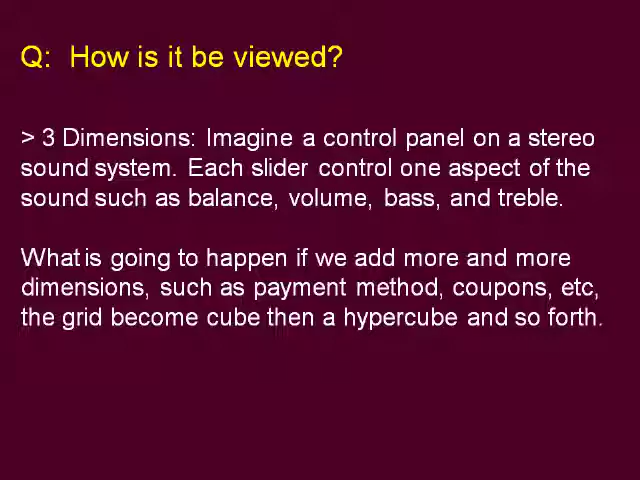 Q: How is it be viewed?
> 3 Dimensions: Imagine a control panel on a stereo
sound system. Each slider control one aspect of the
sound such as balance, volume, bass, and treble.
What is going to happen if we add more and more
dimensions, such as payment method, coupons, etc,
the grid become cube then a hypercube and so forth.